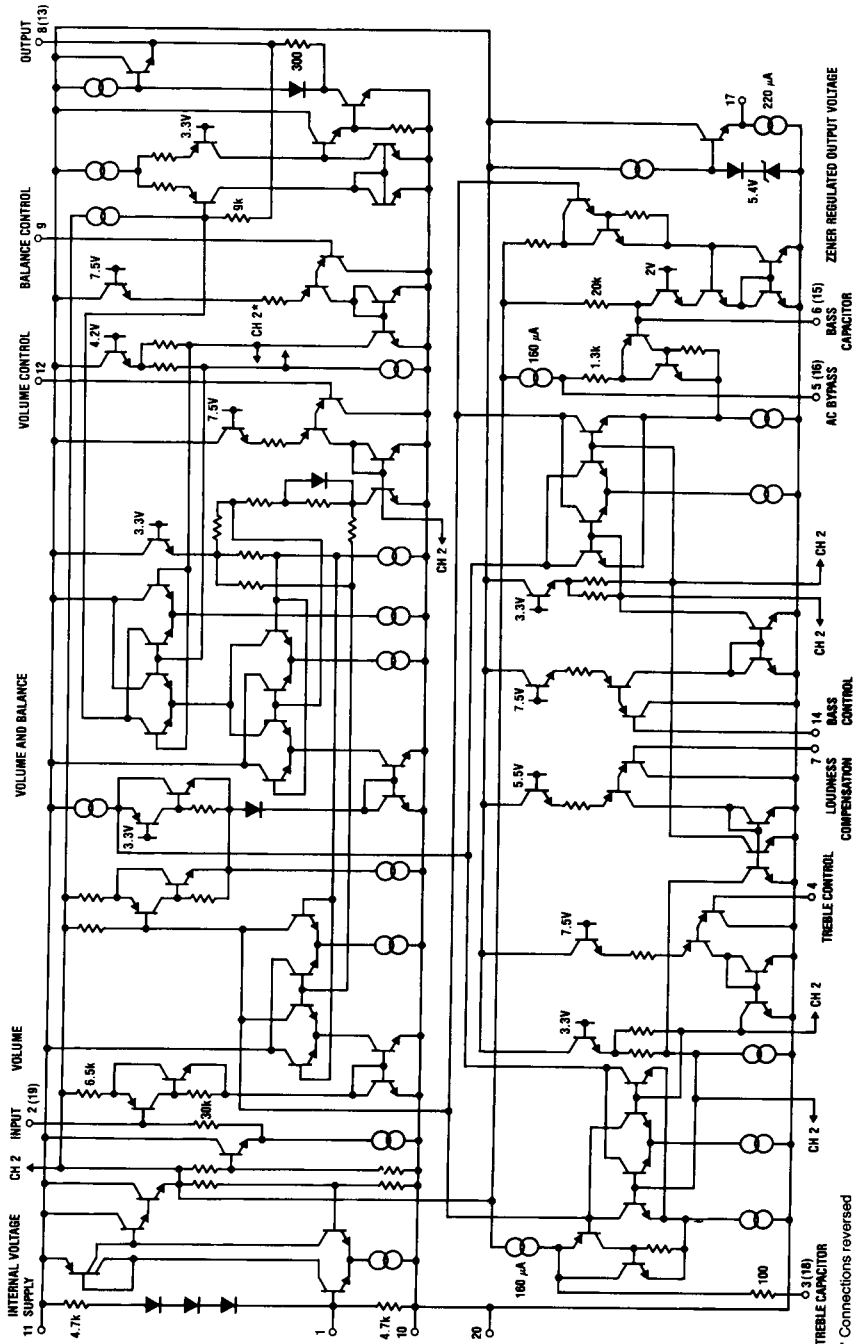 INTERNAL VOLTAGE
SUPPLY
11
4.7k
1
4.7k
10
CH 2
INPUT
2 (19)
30k
6.5k
VOLUME
3.3V
VOLUME AND BALANCE
3.3V
CH 2
VOLUME CONTROL
12
7.5V
4.2V
CH 2*
7.5V
BALANCE CONTROL
9
9k
3.3V
300
OUTPUT
8 (13)
20
160 μA
100
3 (18)
TREBLE CAPACITOR
CH 2
3.3V
CH 2
7.5V
4
TREBLE CONTROL
5.5V
LOUDNESS
COMPENSATION
7
14
BASS
CONTROL
7.5V
3.3V
CH 2
CH 2
160 μA
1.3k
5 (16)
AC BYPASS
20k
6 (15)
BASS
CAPACITOR
2V
5.4V
17
220 μA
ZENER REGULATED OUTPUT VOLTAGE
* Connections reversed